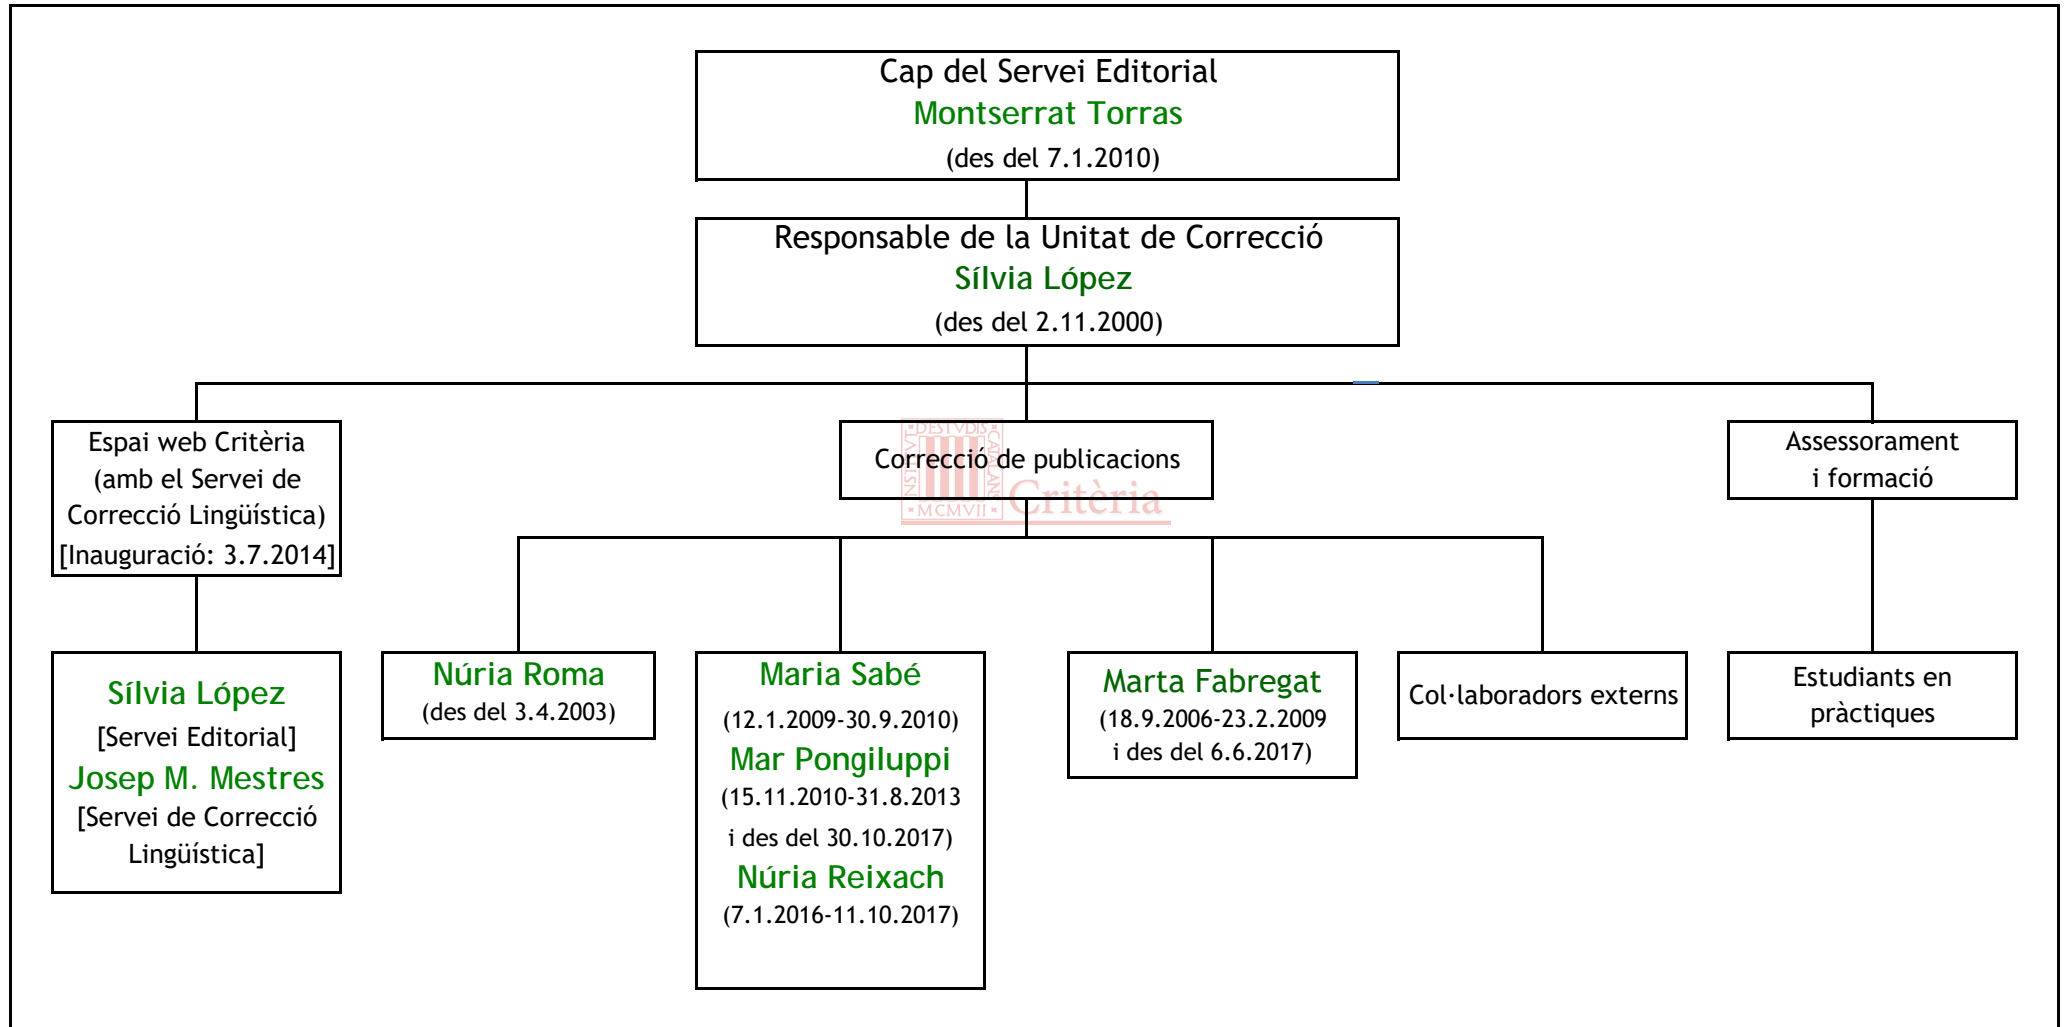 Cap del Servei Editorial
Montserrat Torras
(des del 7.1.2010)
Responsable de la Unitat de Correcció
Sílvia López
(des del 2.11.2000)
Espai web Critèria
(amb el Servei de
Correcció Lingüística)
[Inauguració: 3.7.2014]
Correcció de publicacions
INSTITVT
D'ESTVDIS
CATALANS
MCMVII
Critèria
Assessorament
i formació
Sílvia López
[Servei Editorial]
Josep M. Mestres
[Servei de Correcció
Lingüística]
Núria Roma
(des del 3.4.2003)
Maria Sabé
(12.1.2009-30.9.2010)
Mar Pongiluppi
(15.11.2010-31.8.2013
i des del 30.10.2017)
Núria Reixach
(7.1.2016-11.10.2017)
Marta Fabregat
(18.9.2006-23.2.2009
i des del 6.6.2017)
Col·laboradors externs
Estudiants en
pràctiques